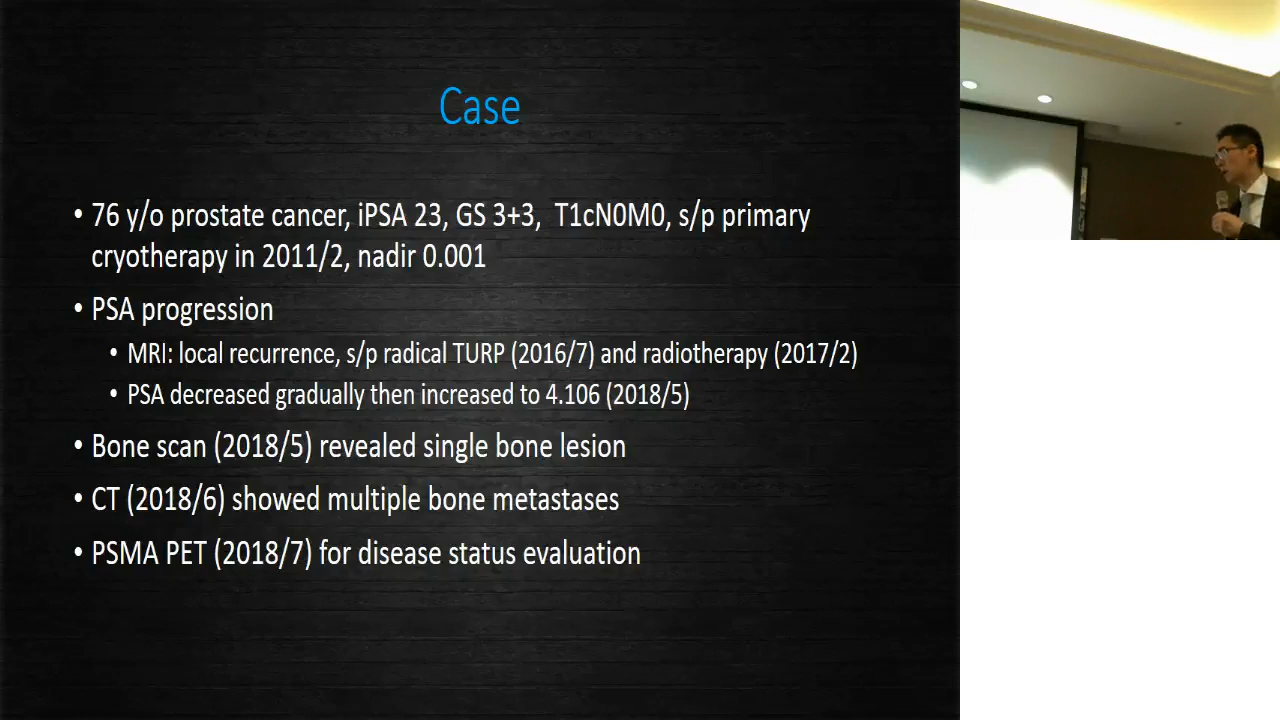 Case
• 76 y/o prostate cancer, iPSA 23, GS 3+3, T1cN0M0, s/p primary
cryotherapy in 2011/2, nadir 0.001
• PSA progression
• MRI: local recurrence, s/p radical TURP (2016/7) and radiotherapy (2017/2)
• PSA decreased gradually then increased to 4.106 (2018/5)
• Bone scan (2018/5) revealed single bone lesion
• CT (2018/6) showed multiple bone metastases
• PSMA PET (2018/7) for disease status evaluation